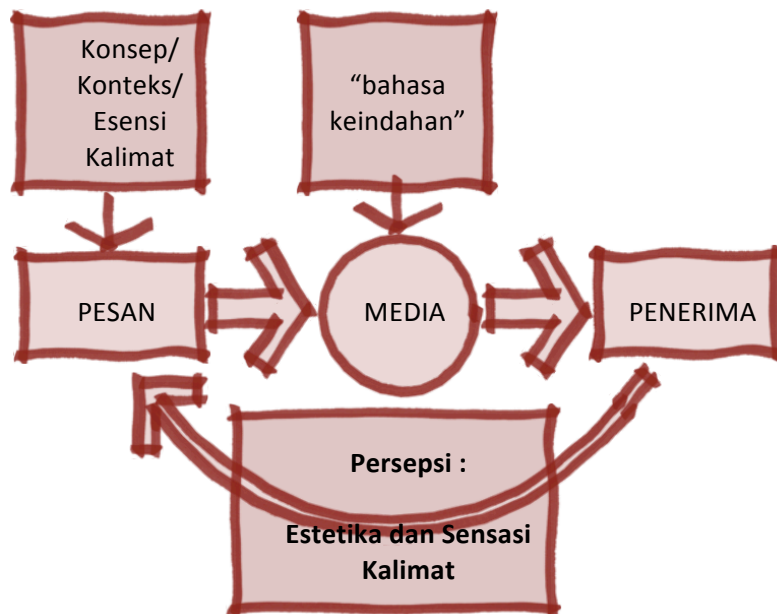 Konsep/
Konteks/
Esensi
Kalimat
“bahasa
keindahan”
PESAN
MEDIA
PENERIMA
Persepsi :
Estetika dan Sensasi
Kalimat